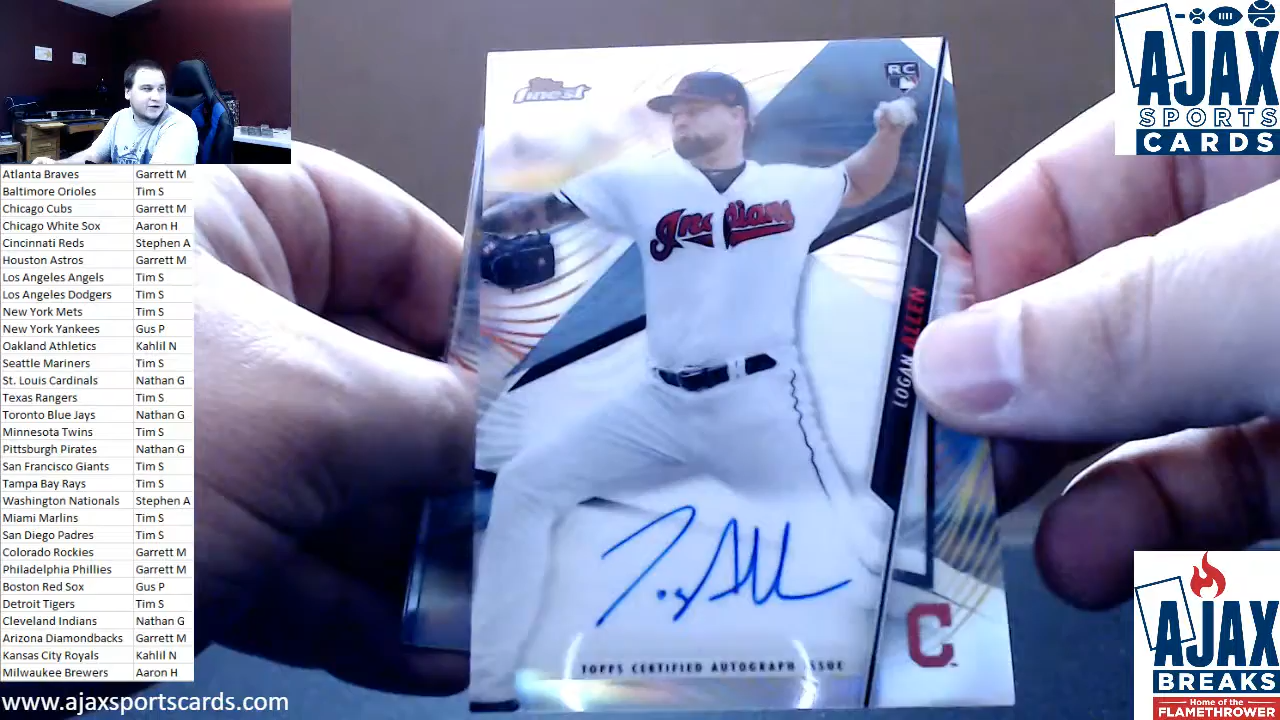 Atlanta Braves Garrett M
Baltimore Orioles Tim S
Chicago Cubs Garrett M
Chicago White Sox Aaron H
Cincinnati Reds Stephen A
Houston Astros Garrett M
Los Angeles Angels Tim S
Los Angeles Dodgers Tim S
New York Mets Tim S
New York Yankees Gus P
Oakland Athletics Kahlil N
Seattle Mariners Tim S
St. Louis Cardinals Nathan G
Texas Rangers Tim S
Toronto Blue Jays Nathan G
Minnesota Twins Tim S
Pittsburgh Pirates Nathan G
San Francisco Giants Tim S
Tampa Bay Rays Tim S
Washington Nationals Stephen A
Miami Marlins Tim S
San Diego Padres Tim S
Colorado Rockies Garrett M
Philadelphia Phillies Garrett M
Boston Red Sox Gus P
Detroit Tigers Tim S
Cleveland Indians Nathan G
Arizona Diamondbacks Garrett M
Kansas City Royals Kahlil N
Milwaukee Brewers Aaron H
www.ajaxsportscards.com
finest
RC
Indians
LOGAN ALLEN
TOPPS CERTIFIED AUTOGRAPH ISSUE
C
AJAX
SPORTS
CARDS
AJAX
BREAKS
Home of the
FLAMETHROWER